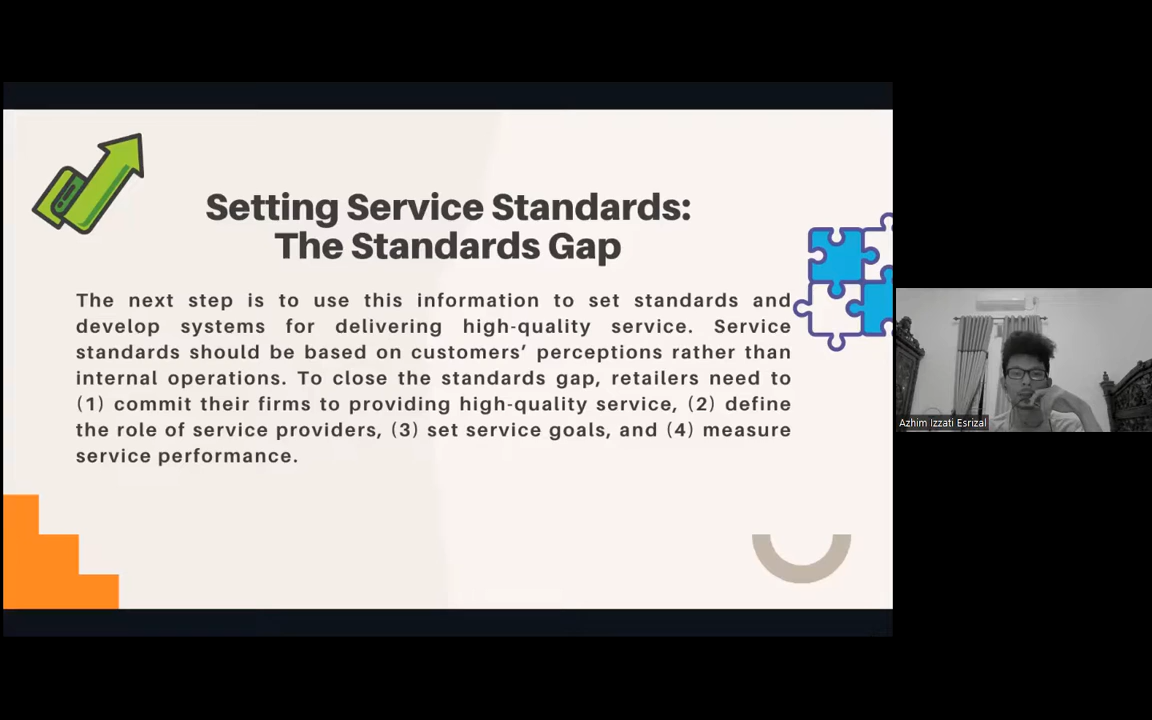 Setting Service Standards:
The Standards Gap
The next step is to use this information to set standards and
develop systems for delivering high-quality service. Service
standards should be based on customers’ perceptions rather than
internal operations. To close the standards gap, retailers need to
(1) commit their firms to providing high-quality service, (2) define
the role of service providers, (3) set service goals, and (4) measure
service performance.
Azhim Izzati Esrizal